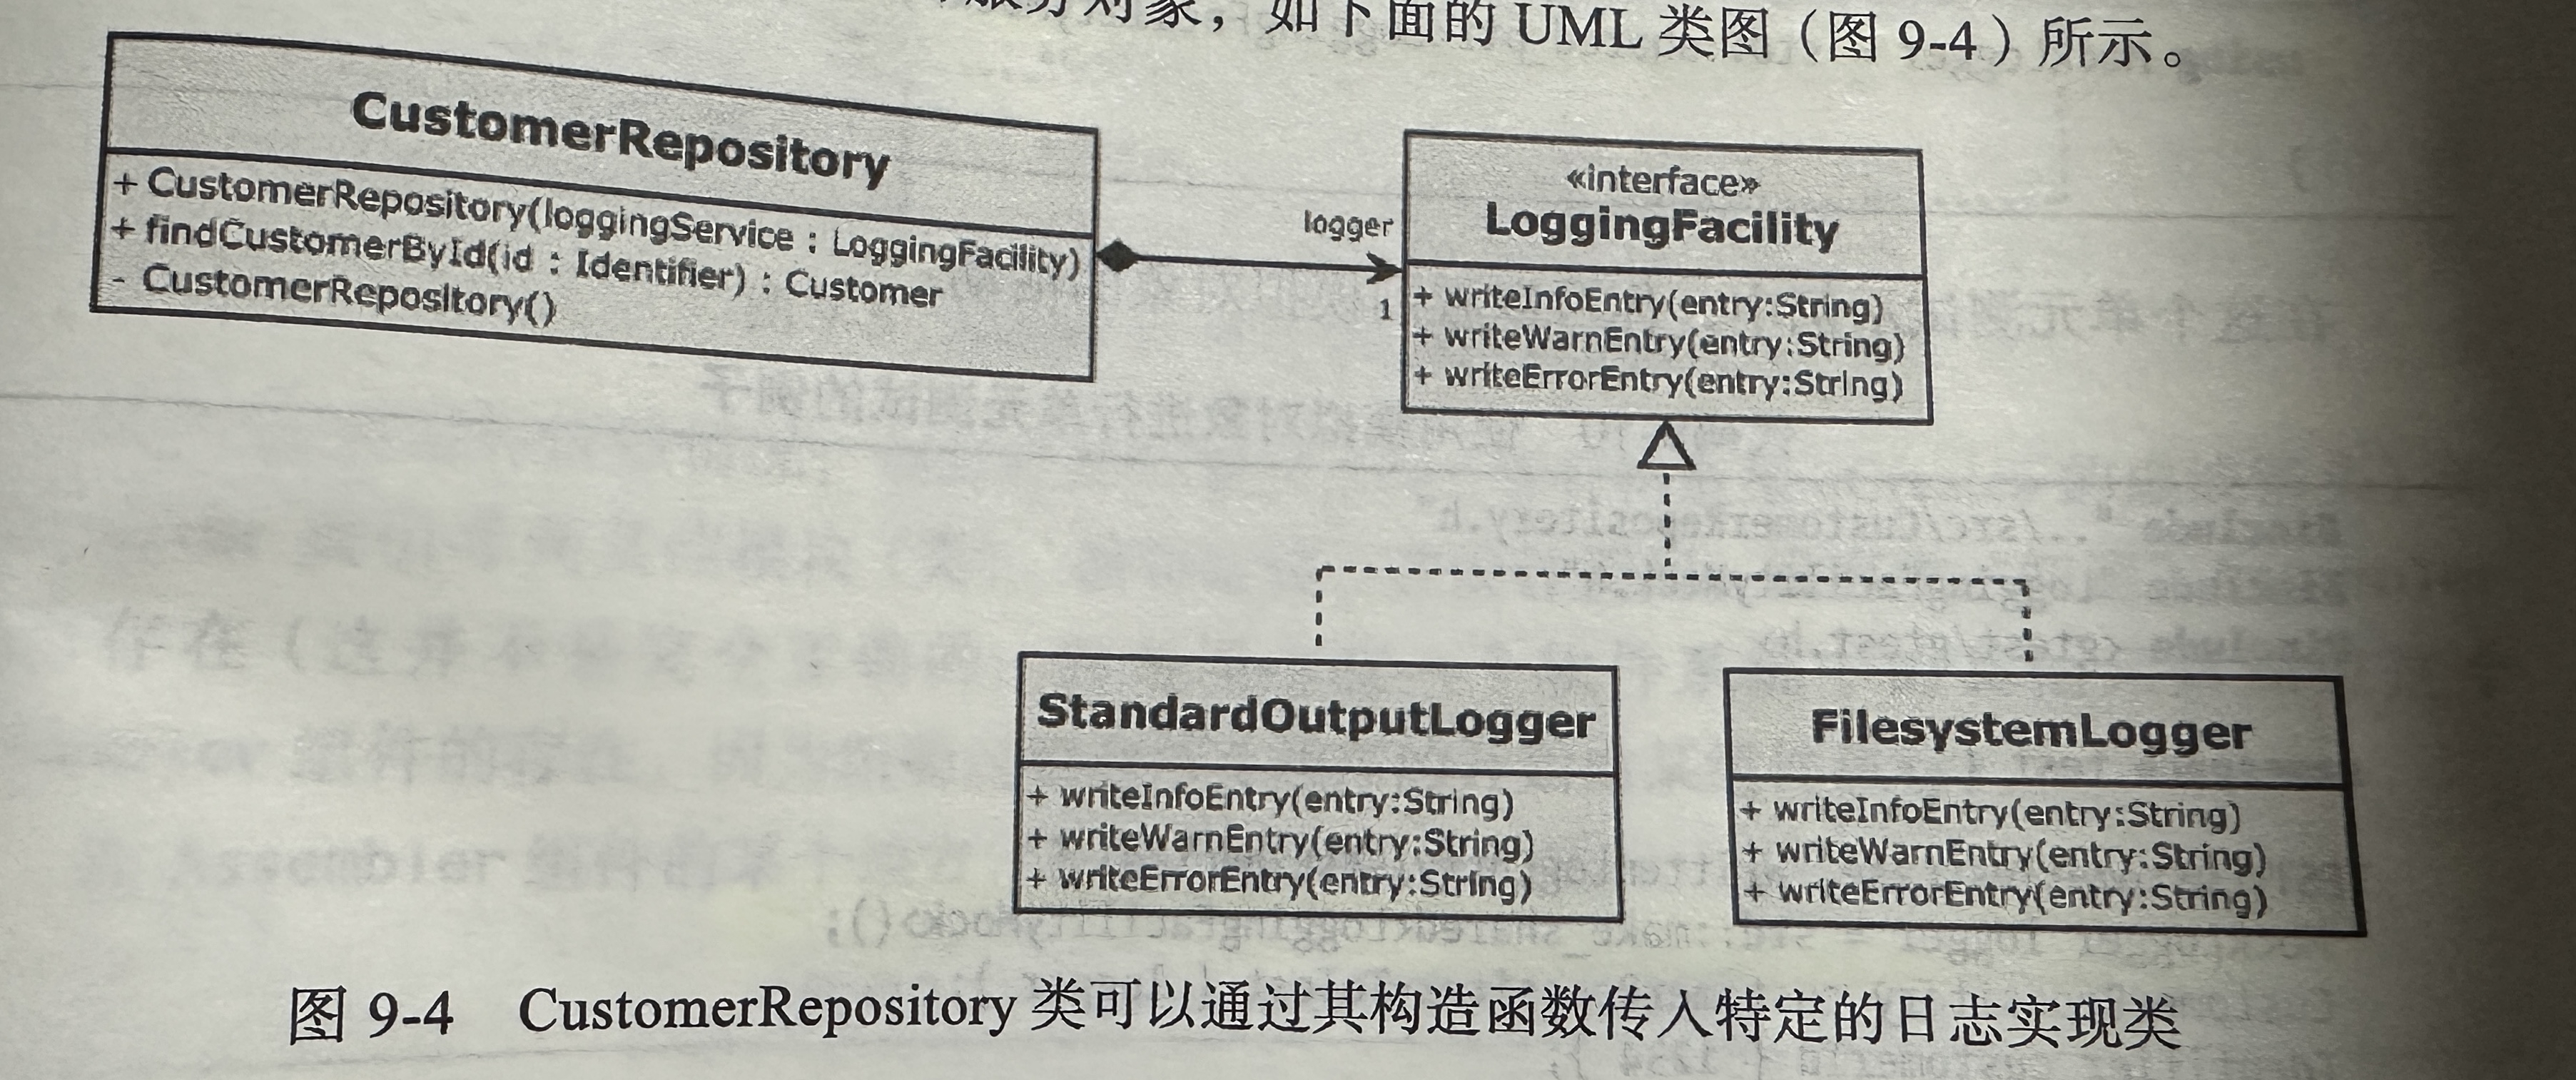 对象，如下面的 UML 类图（图 9-4）所示。
CustomerRepository
+ CustomerRepository(loggingService : LoggingFacility)
+ findCustomerById(id : Identifier) : Customer
- CustomerRepository()
logger
1
«interface»
LoggingFacility
+ writeInfoEntry(entry:String)
+ writeWarnEntry(entry:String)
+ writeErrorEntry(entry:String)
StandardOutputLogger
+ writeInfoEntry(entry:String)
+ writeWarnEntry(entry:String)
+ writeErrorEntry(entry:String)
FilesystemLogger
+ writeInfoEntry(entry:String)
+ writeWarnEntry(entry:String)
+ writeErrorEntry(entry:String)
图 9-4 CustomerRepository 类可以通过其构造函数传入特定的日志实现类